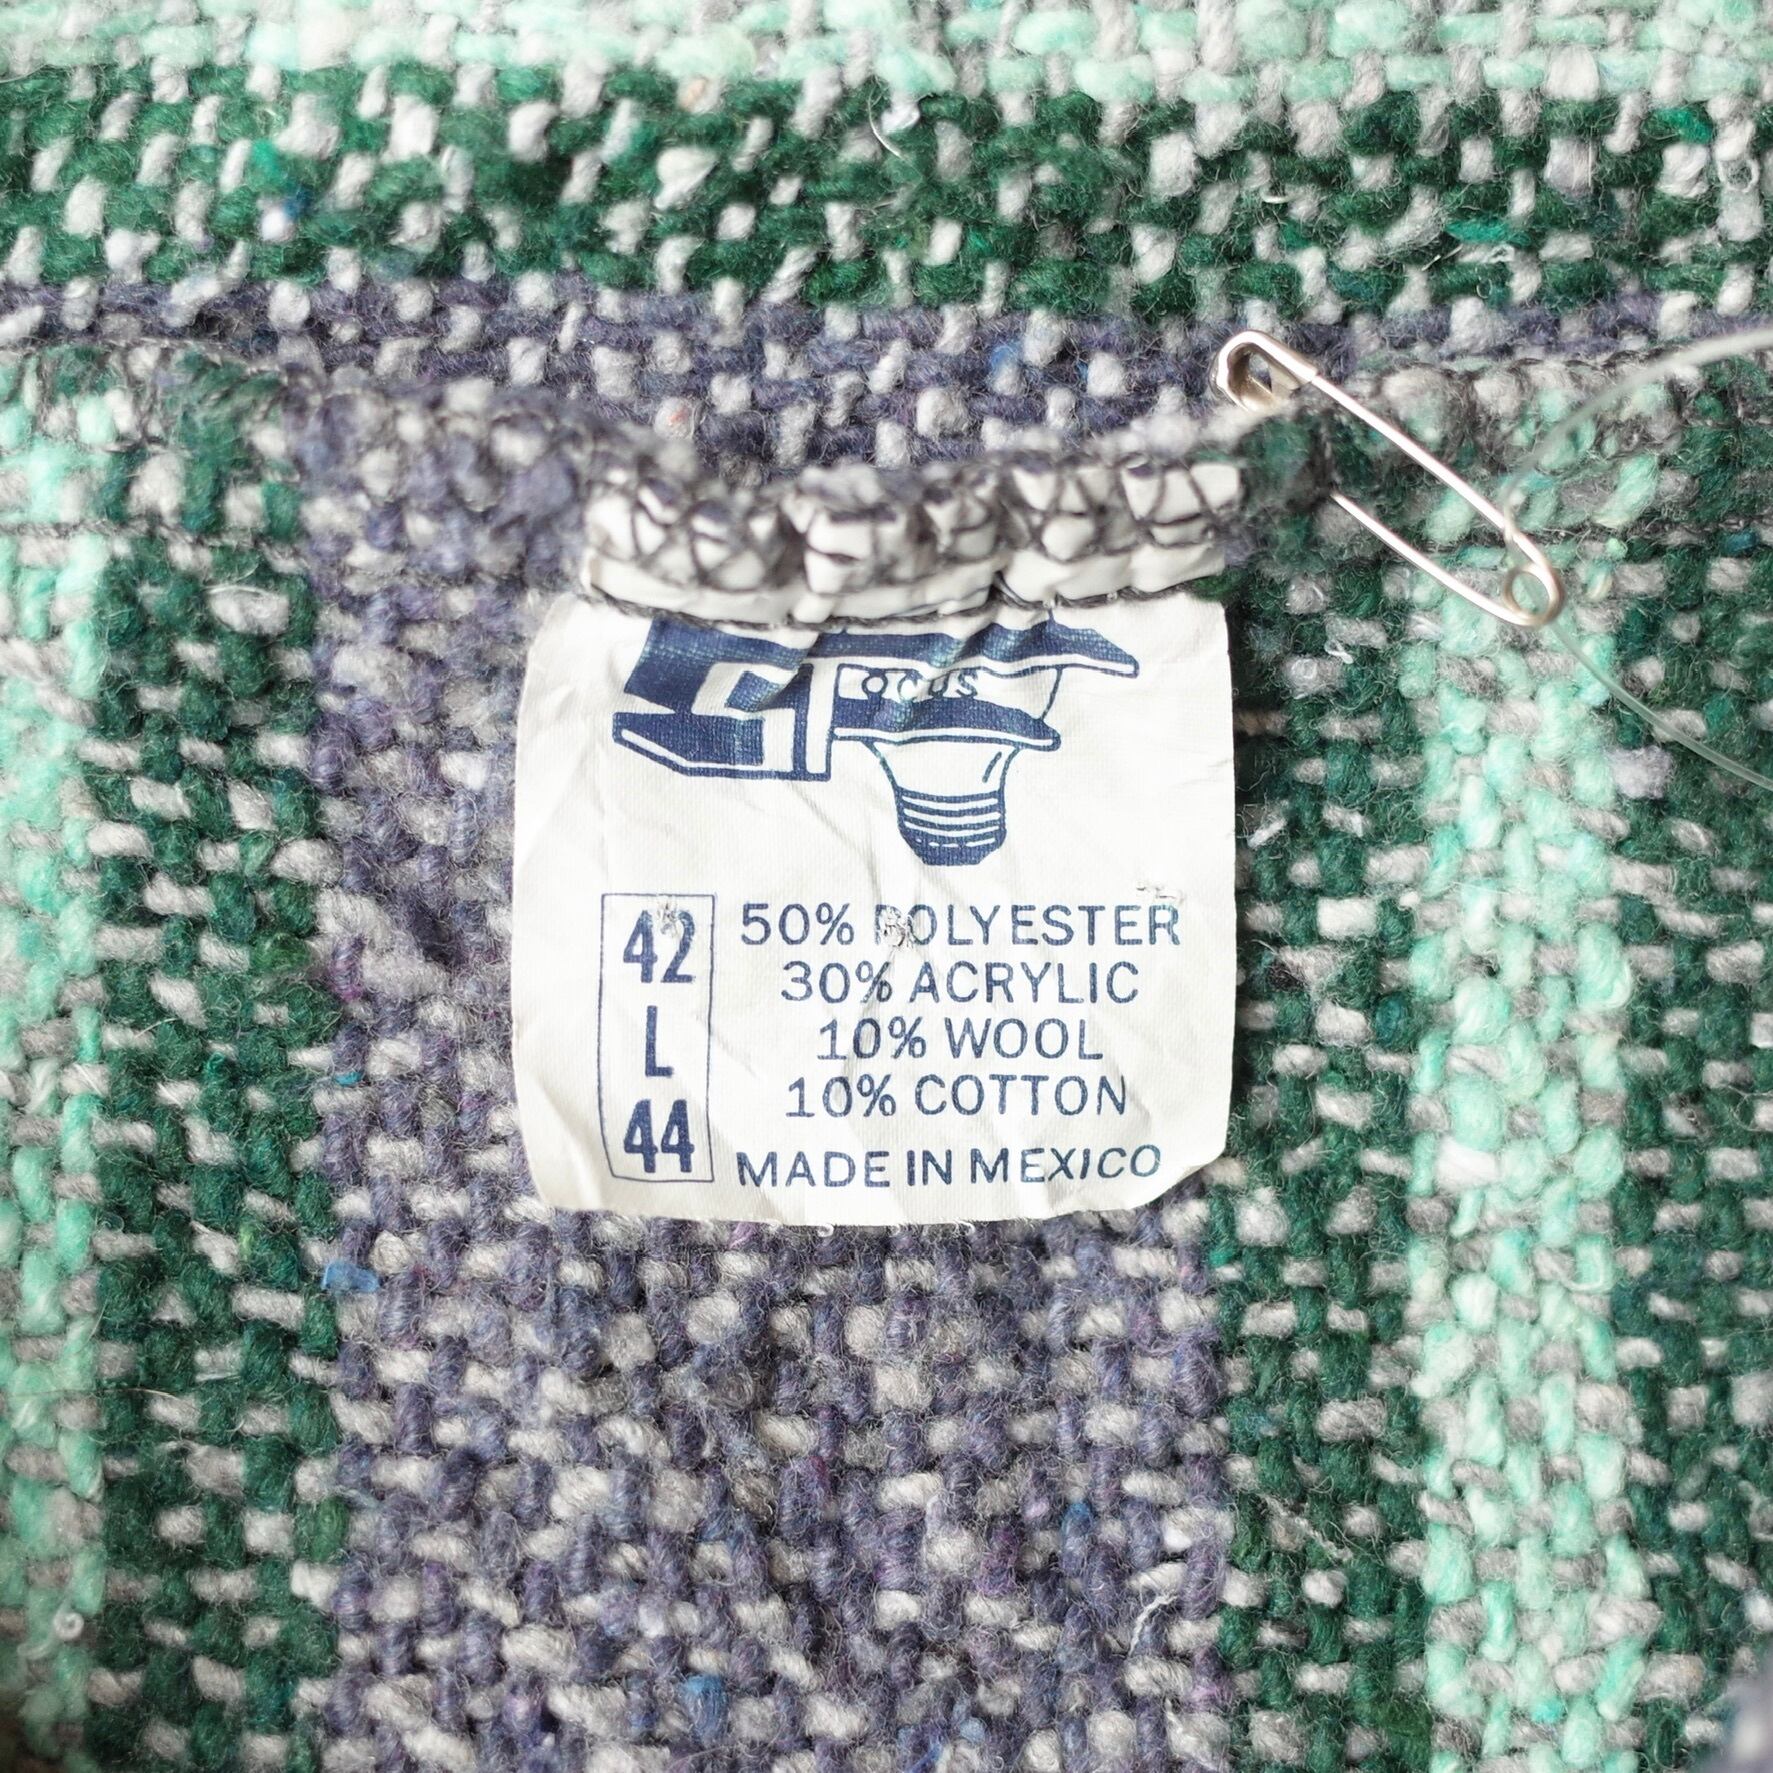 OCUS
42
L
44
50% POLYESTER
30% ACRYLIC
10% WOOL
10% COTTON
MADE IN MEXICO